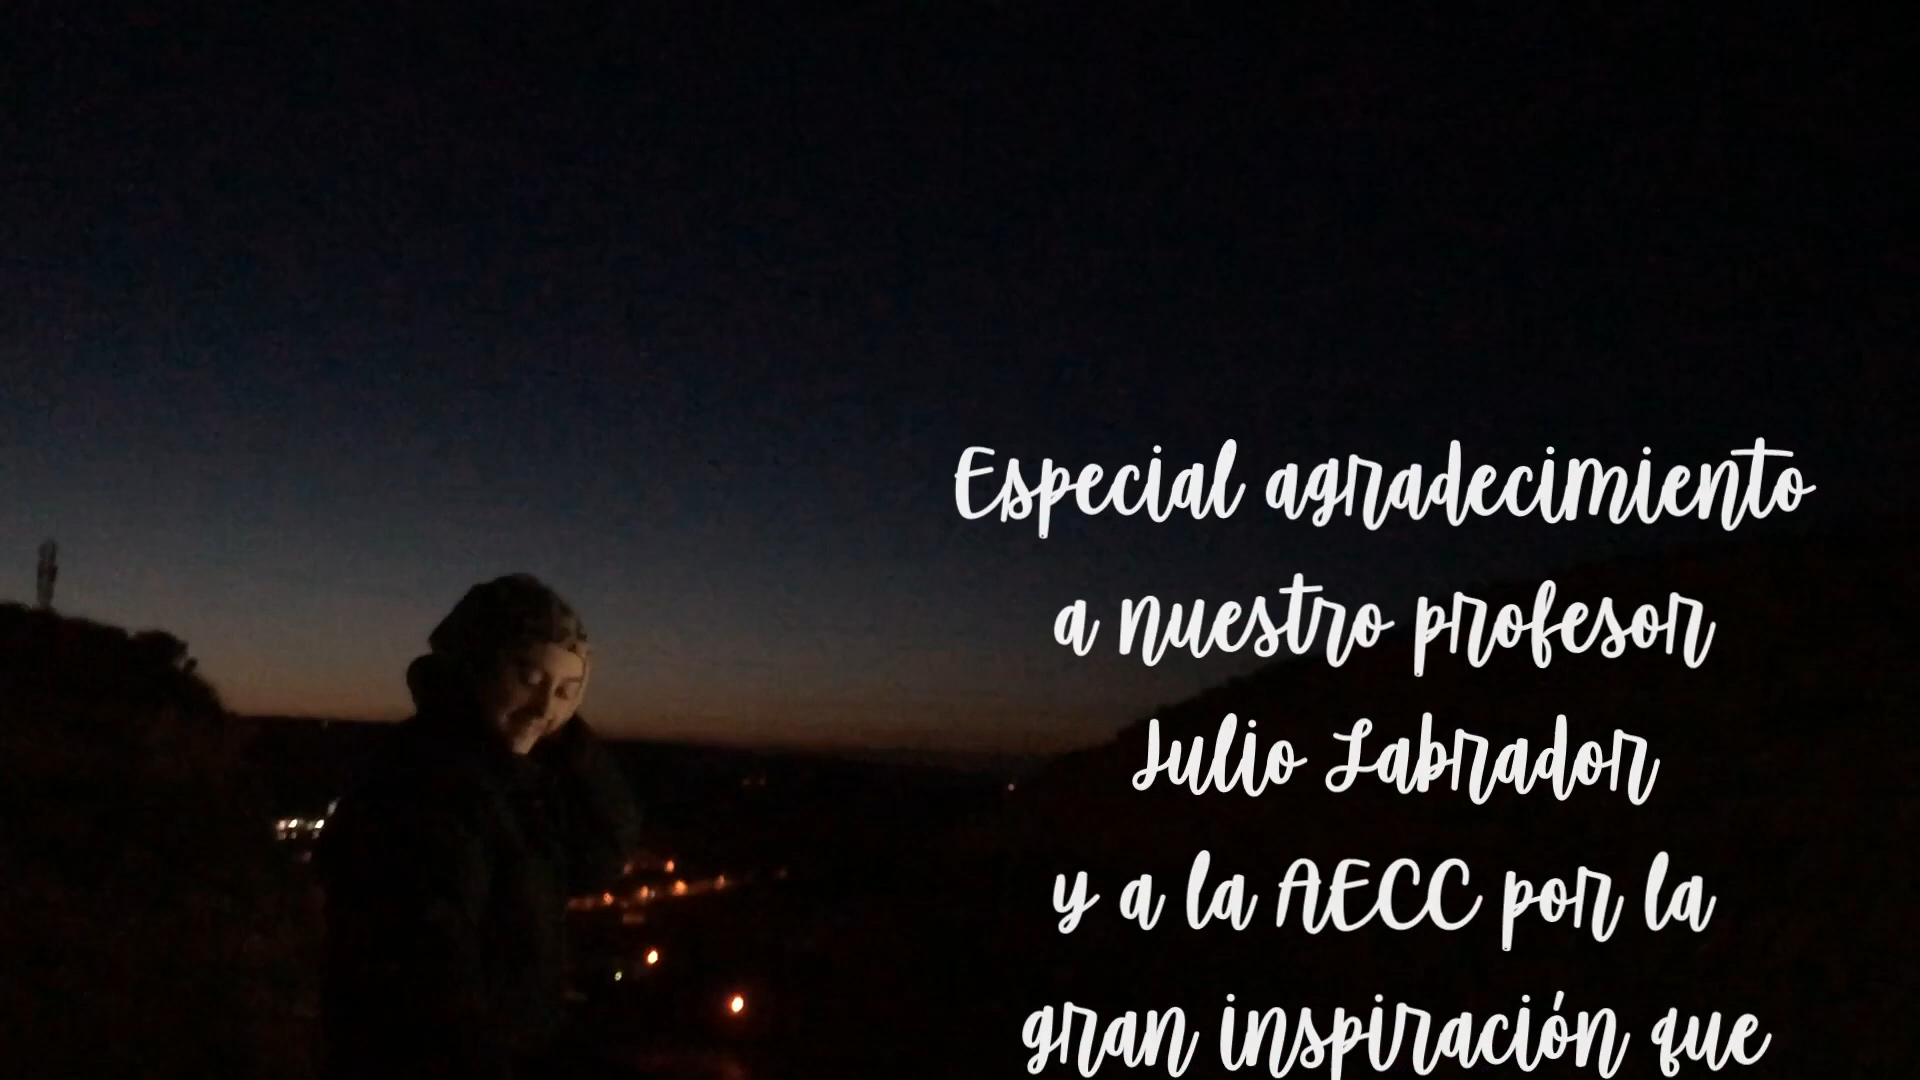 Especial agradecimiento
a nuestro profesor
Julio Labrador
y a la AECC por la
gran inspiración que